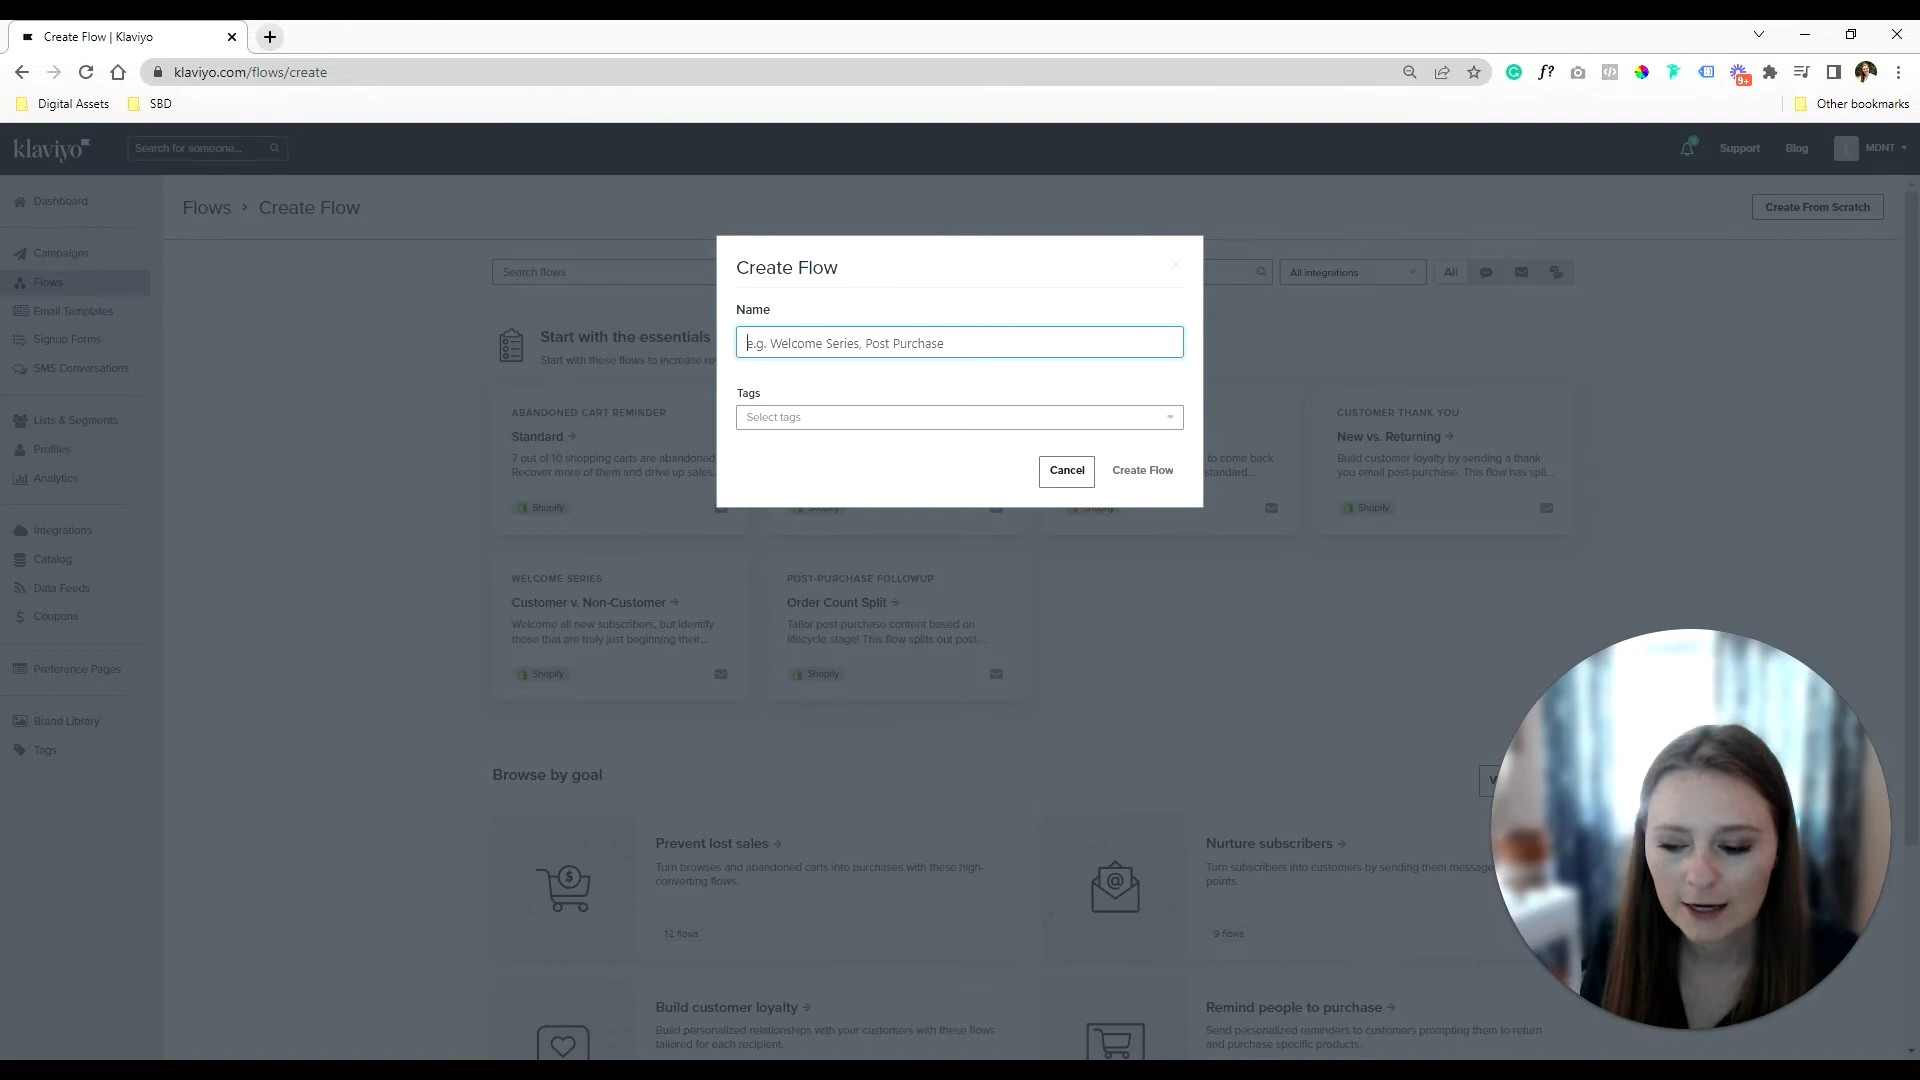 Create Flow | Klaviyo
klaviyo.com/flows/create
f?
9+
Digital Assets
SBD
Other bookmarks
klaviyo
Search for someone...
Support
Blog
MDNT
Dashboard
Campaigns
Flows
Email Templates
Signup Forms
SMS Conversations
Lists & Segments
Profiles
Analytics
Integrations
Catalog
Data Feeds
Coupons
Preference Pages
Brand Library
Tags
Flows > Create Flow
Create From Scratch
Search flows
All integrations
All
Create Flow
Name
e.g. Welcome Series, Post Purchase
Tags
Select tags
Cancel
Create Flow
Start with the essentials
Start with these flows to increase re
ABANDONED CART REMINDER
Standard →
7 out of 10 shopping carts are abandoned.
Recover more of them and drive up sales.
Shopify
Shopify
to come back
standard...
Shopify
CUSTOMER THANK YOU
New vs. Returning →
Build customer loyalty by sending a thank
you email post-purchase. This flow has spli...
Shopify
WELCOME SERIES
Customer v. Non-Customer →
Welcome all new subscribers, but identify
those that are truly just beginning their...
Shopify
POST-PURCHASE FOLLOWUP
Order Count Split →
Tailor post-purchase content based on
lifecycle stage! This flow splits out post-...
Shopify
Browse by goal
V
Prevent lost sales →
Turn browses and abandoned carts into purchases with these high-
converting flows.
12 flows
Nurture subscribers →
Turn subscribers into customers by sending them message
points.
9 flows
Build customer loyalty →
Build personalized relationships with your customers with these flows
tailored for each recipient.
Remind people to purchase →
Send personalized reminders to customers prompting them to return
and purchase specific products.